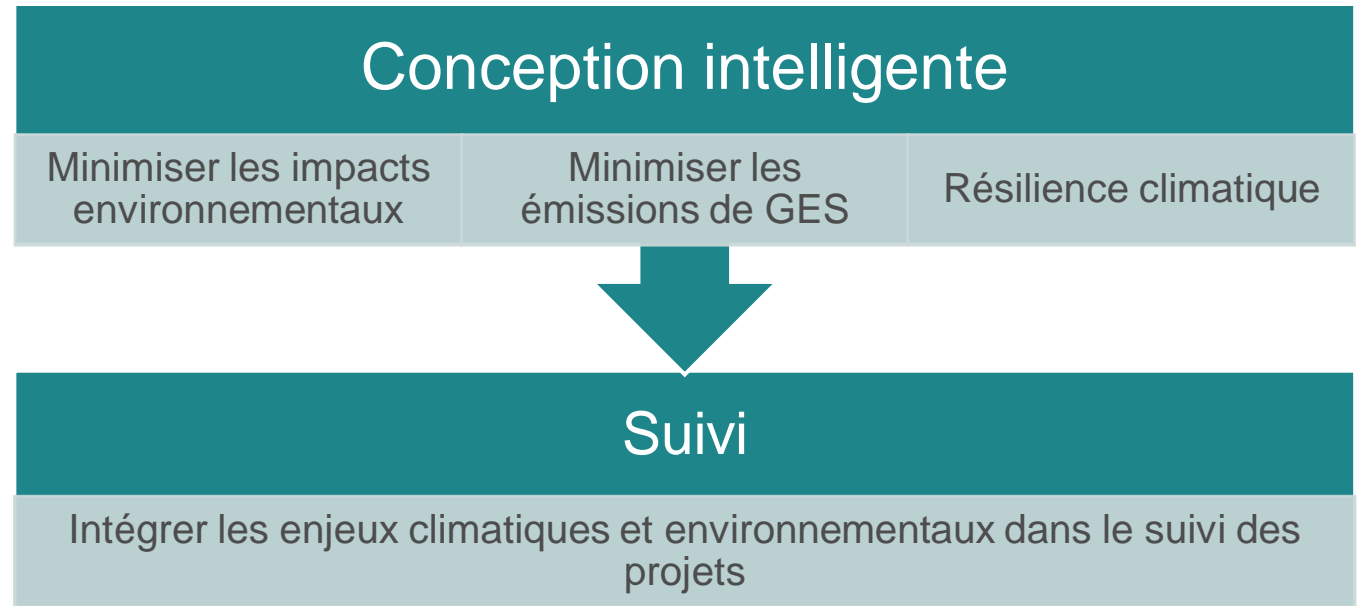 Conception intelligente
Minimiser les impacts
environnementaux
Minimiser les
émissions de GES
Résilience climatique
Suivi
Intégrer les enjeux climatiques et environnementaux dans le suivi des
projets